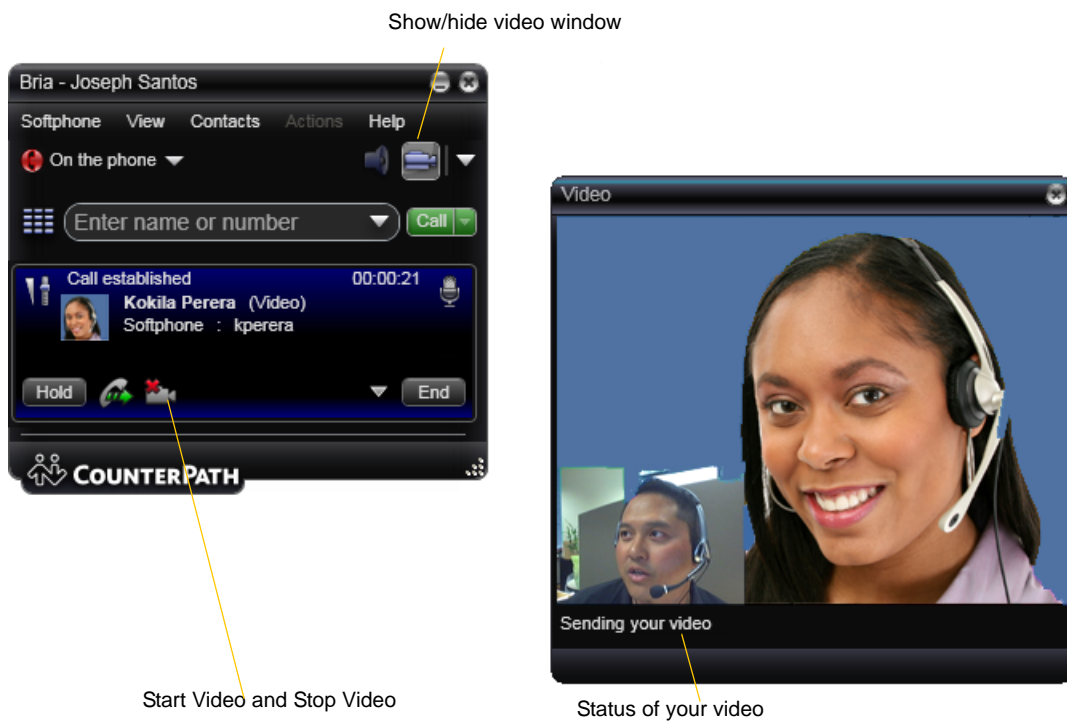 Show/hide video window
Bria - Joseph Santos
Softphone View Contacts Actions Help
On the phone
Enter name or number
Call
Call established 00:00:21
Kokila Perera (Video)
Softphone : kperera
Hold
End
COUNTERPATH
Video
Sending your video
Start Video and Stop Video
Status of your video